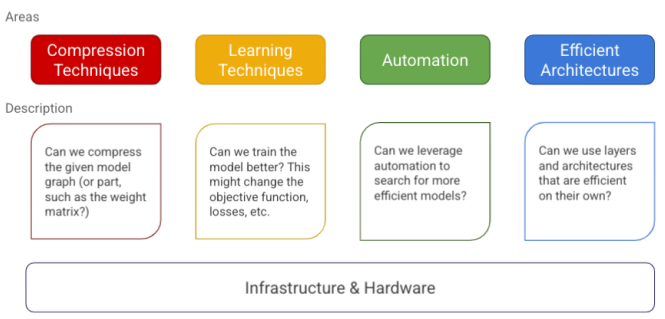 Areas
Compression
Techniques
Learning
Techniques
Automation
Efficient
Architectures
Description
Can we compress
the given model
graph (or part,
such as the weight
matrix?)
Can we train the
model better? This
might change the
objective function,
losses, etc.
Can we leverage
automation to
search for more
efficient models?
Can we use layers
and architectures
that are efficient
on their own?
Infrastructure & Hardware